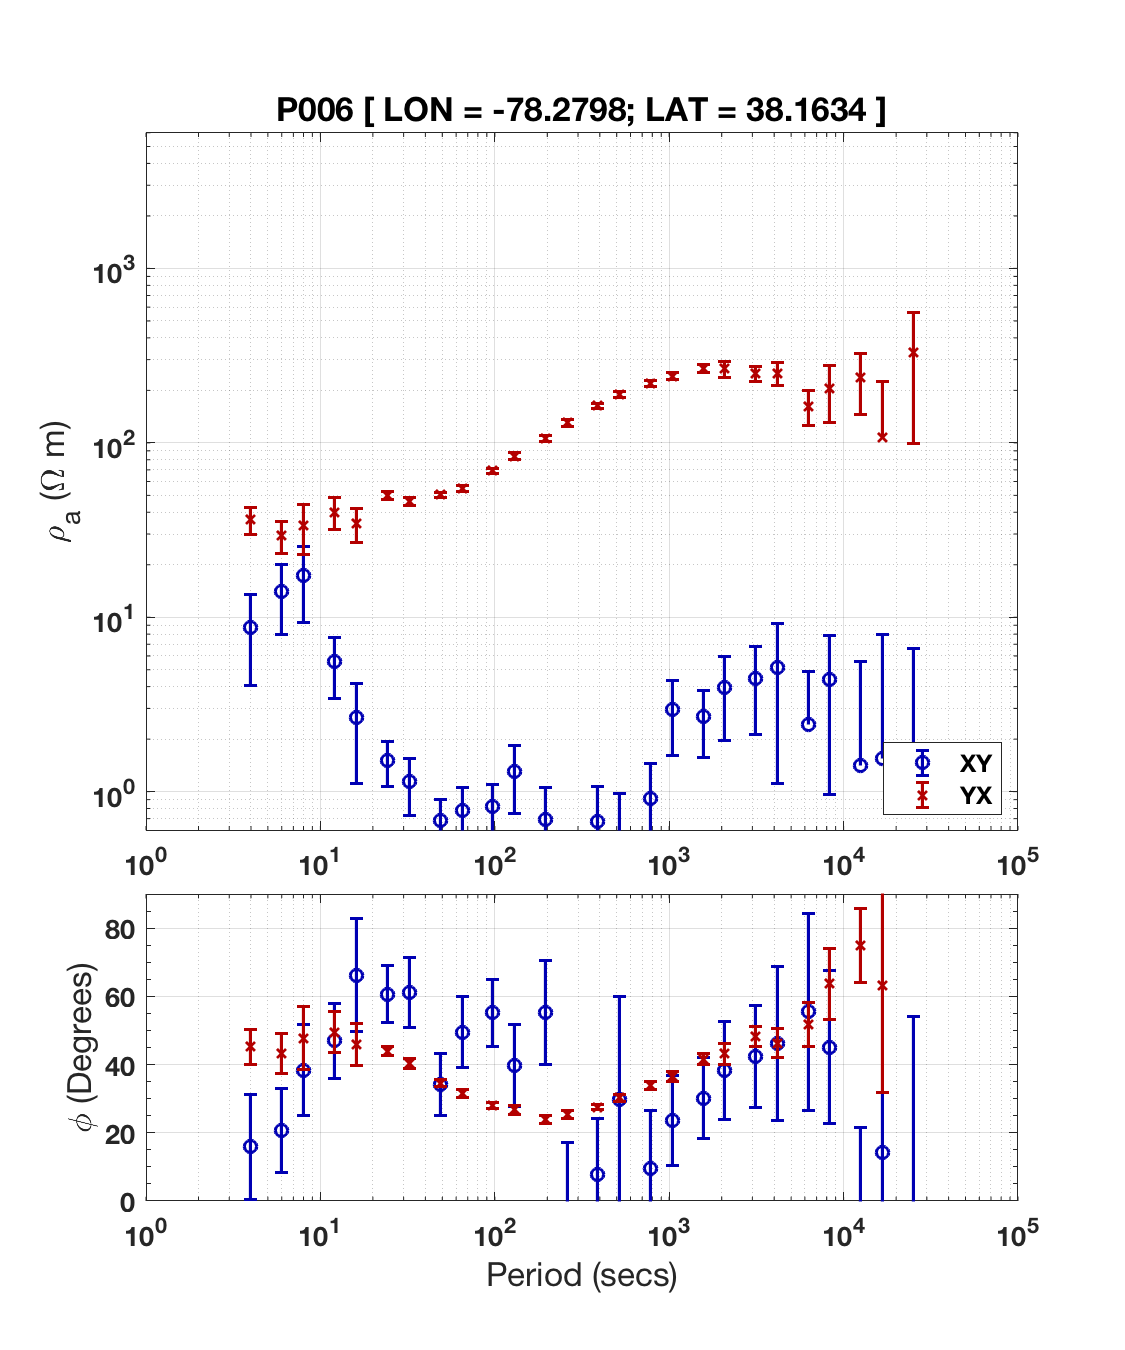 P006 [ LON = -78.2798; LAT = 38.1634 ]
10³
10²
10¹
10⁰
ρₐ (Ω m)
XY
YX
10⁰ 10¹ 10² 10³ 10⁴ 10⁵
80
60
40
20
0
ϕ (Degrees)
10⁰ 10¹ 10² 10³ 10⁴ 10⁵
Period (secs)